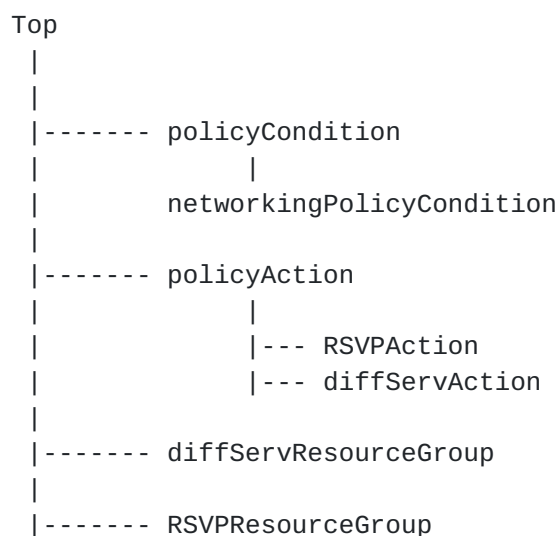 Top
 |
 |
 |------- policyCondition
 |              |
 |        networkingPolicyCondition
 |
 |------- policyAction
 |              |
 |              |--- RSVPAction
 |              |--- diffServAction
 |
 |------- diffServResourceGroup
 |
 |------- RSVPResourceGroup